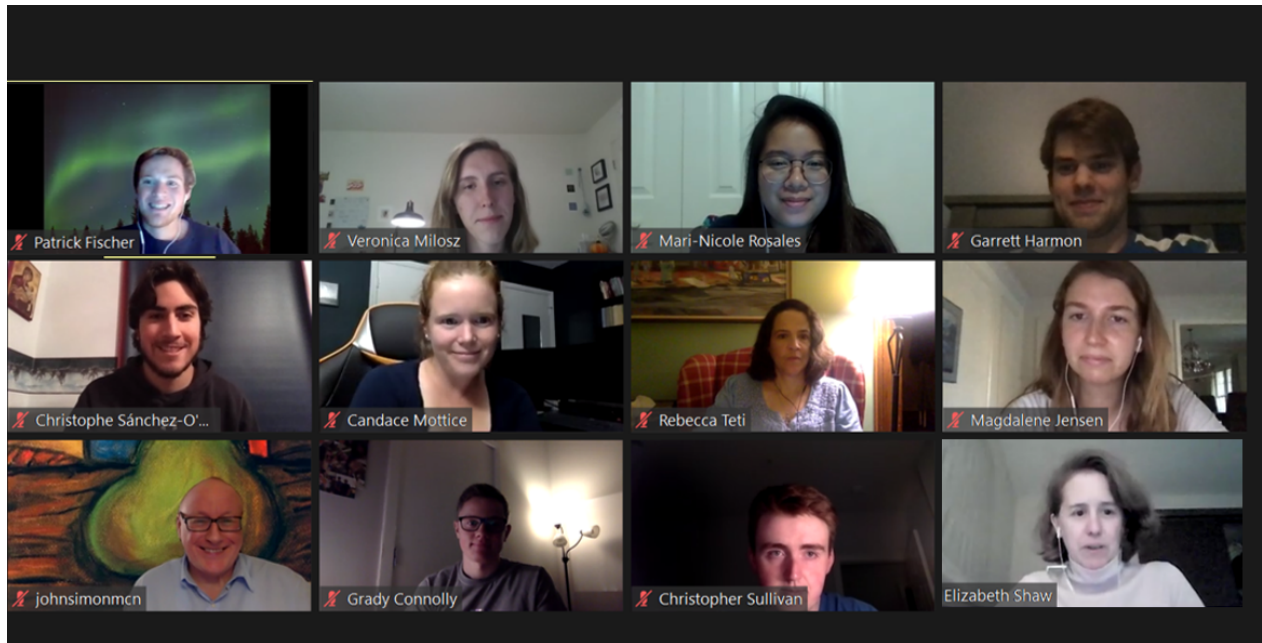 Patrick Fischer
Veronica Milosz
Mari-Nicole Rosales
Garrett Harmon
Christophe Sánchez-O'...
Candace Mottice
Rebecca Teti
Magdalene Jensen
johnsimonmcn
Grady Connolly
Christopher Sullivan
Elizabeth Shaw